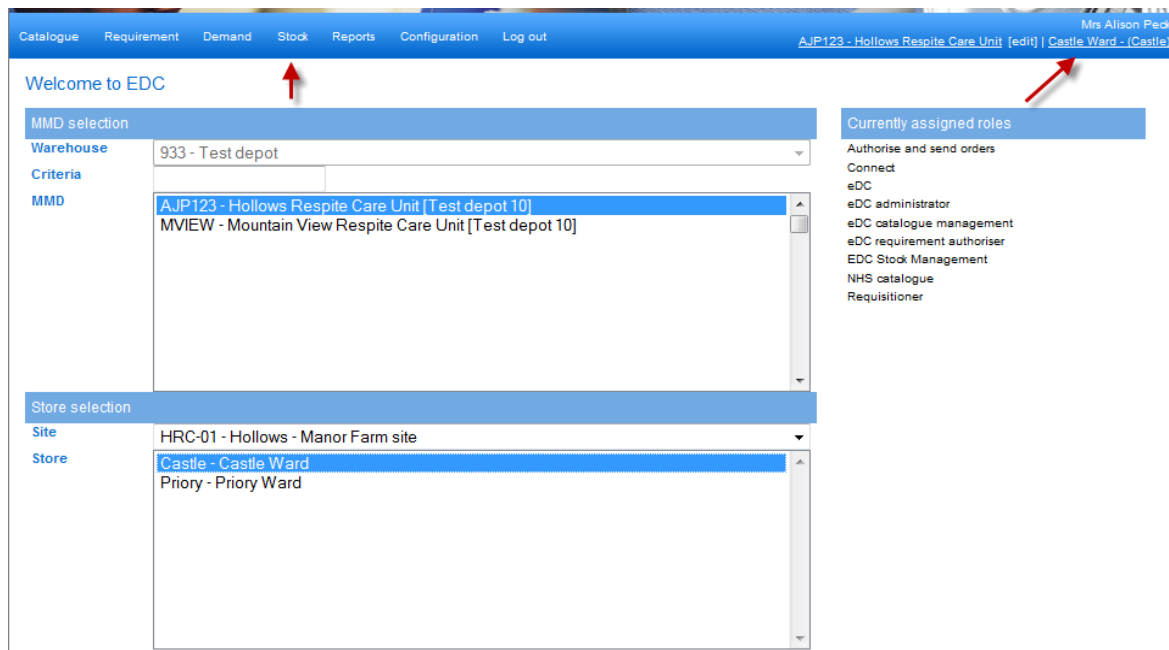 Mrs Alison Peck
Catalogue Requirement Demand Stock Reports Configuration Log out
AJP123 - Hollows Respite Care Unit [edit] | Castle Ward - (Castle)
Welcome to EDC
MMD selection
Warehouse 933 - Test depot
Criteria
MMD AJP123 - Hollows Respite Care Unit [Test depot 10]
MVIEW - Mountain View Respite Care Unit [Test depot 10]
Store selection
Site HRC-01 - Hollows - Manor Farm site
Store Castle - Castle Ward
Priory - Priory Ward
Currently assigned roles
Authorise and send orders
Connect
eDC
eDC administrator
eDC catalogue management
eDC requirement authoriser
EDC Stock Management
NHS catalogue
Requisitioner